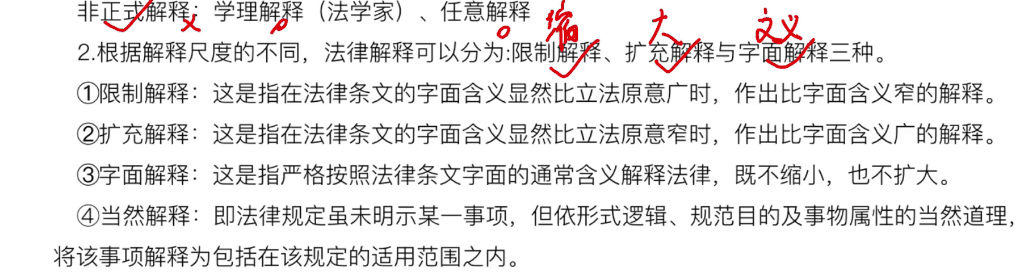 非正式解释：学理解释（法学家）、任意解释
缩 大 文义
2.根据解释尺度的不同，法律解释可以分为:限制解释、扩充解释与字面解释三种。
①限制解释：这是指在法律条文的字面含义显然比立法原意广时，作出比字面含义窄的解释。
②扩充解释：这是指在法律条文的字面含义显然比立法原意窄时，作出比字面含义广的解释。
③字面解释：这是指严格按照法律条文字面的通常含义解释法律，既不缩小，也不扩大。
④当然解释：即法律规定虽未明示某一事项，但依形式逻辑、规范目的及事物属性的当然道理，
将该事项解释为包括在该规定的适用范围之内。